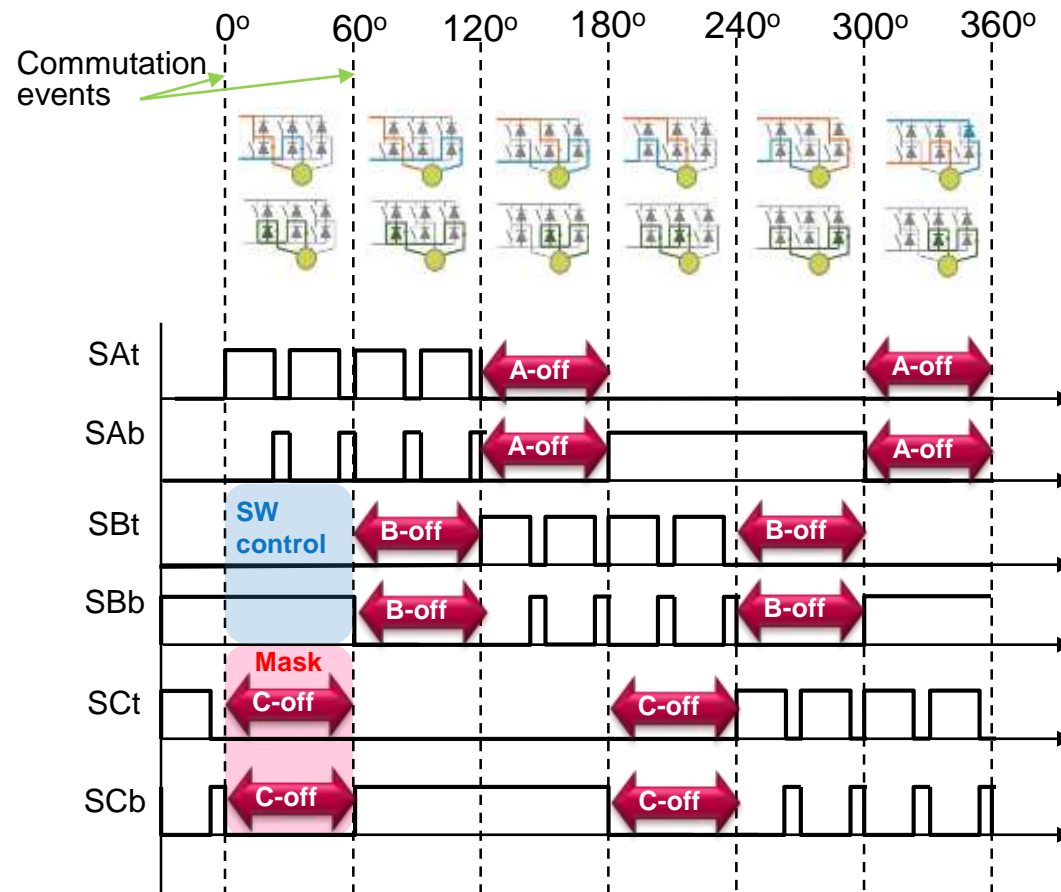 0º 60º 120º 180º 240º 300º 360º
Commutation
events
SAt
A-off
A-off
SAb
A-off
A-off
SBt
SW
control
B-off
B-off
SBb
B-off
B-off
Mask
SCt
C-off
C-off
SCb
C-off
C-off